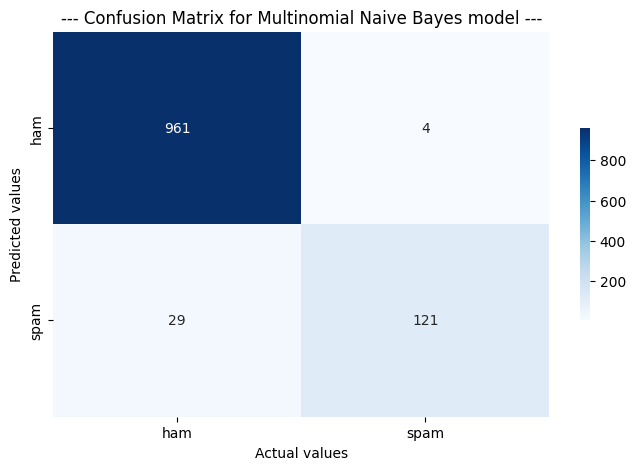 --- Confusion Matrix for Multinomial Naive Bayes model ---
Predicted values
ham
961
4
spam
29
121
ham
spam
Actual values
800
600
400
200